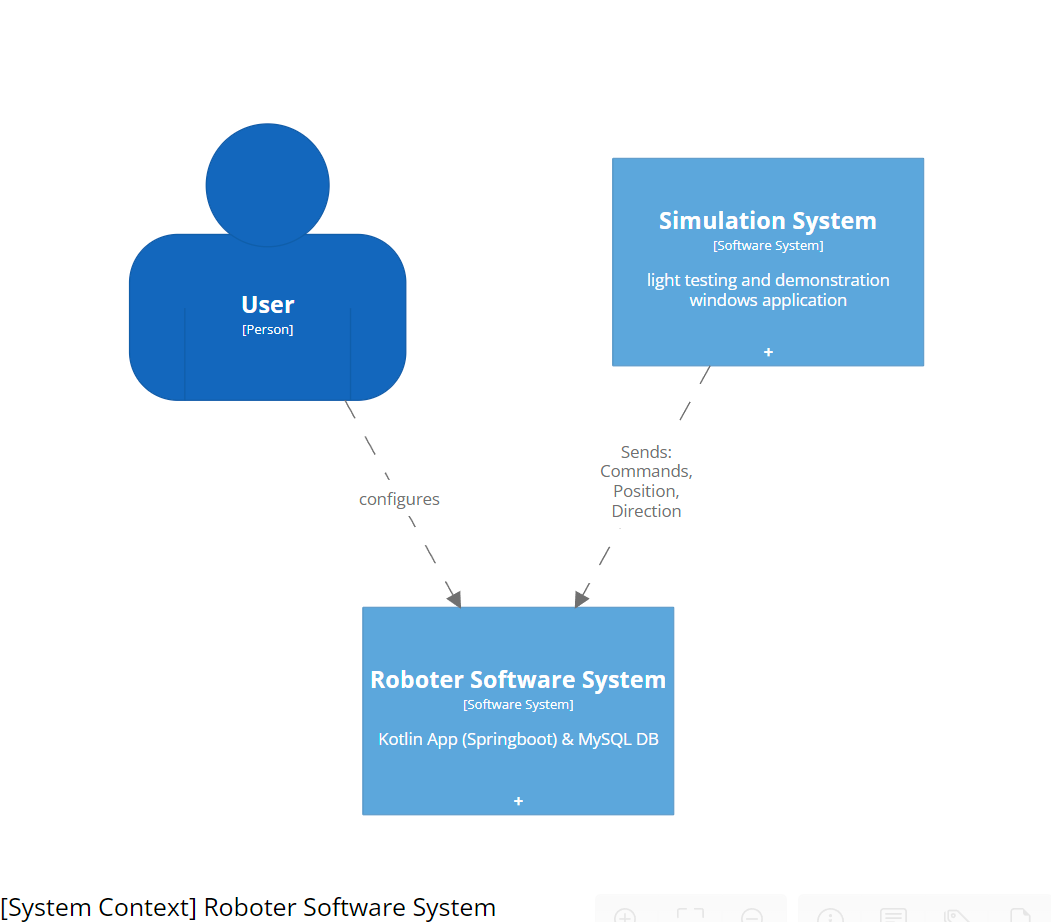 User
[Person]
Simulation System
[Software System]
light testing and demonstration
windows application
+
configures
Sends:
Commands,
Position,
Direction
Roboter Software System
[Software System]
Kotlin App (Springboot) & MySQL DB
+
[System Context] Roboter Software System